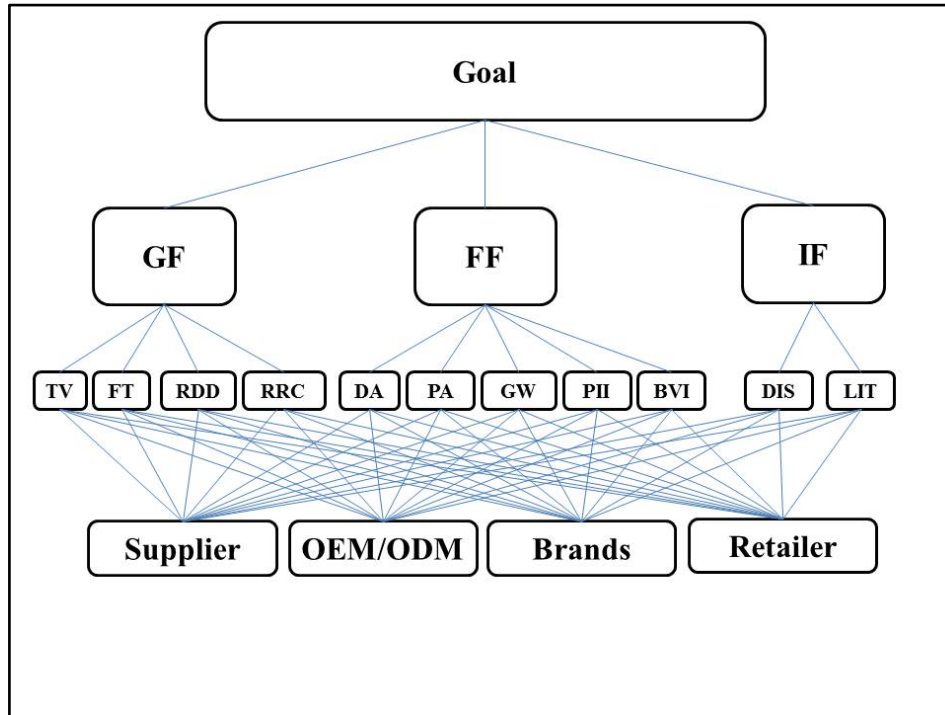 Goal
GF
FF
IF
TV
FT
RDD
RRC
DA
PA
GW
PII
BVI
DIS
LIT
Supplier
OEM/ODM
Brands
Retailer